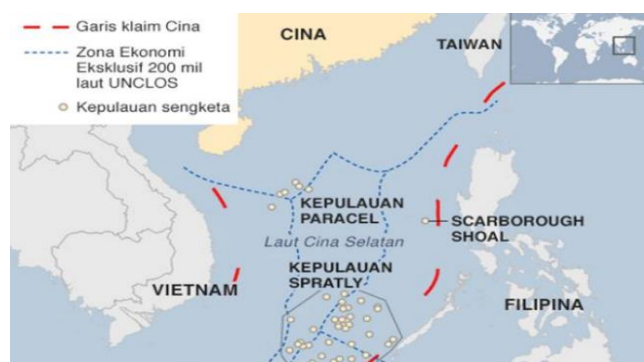 Garis klaim Cina
Zona Ekonomi
Eksklusif 200 mil
laut UNCLOS
Kepulauan sengketa
CINA
TAIWAN
KEPULAUAN
PARACEL
SCARBOROUGH
SHOAL
Laut Cina Selatan
KEPULAUAN
SPRATLY
VIETNAM
FILIPINA